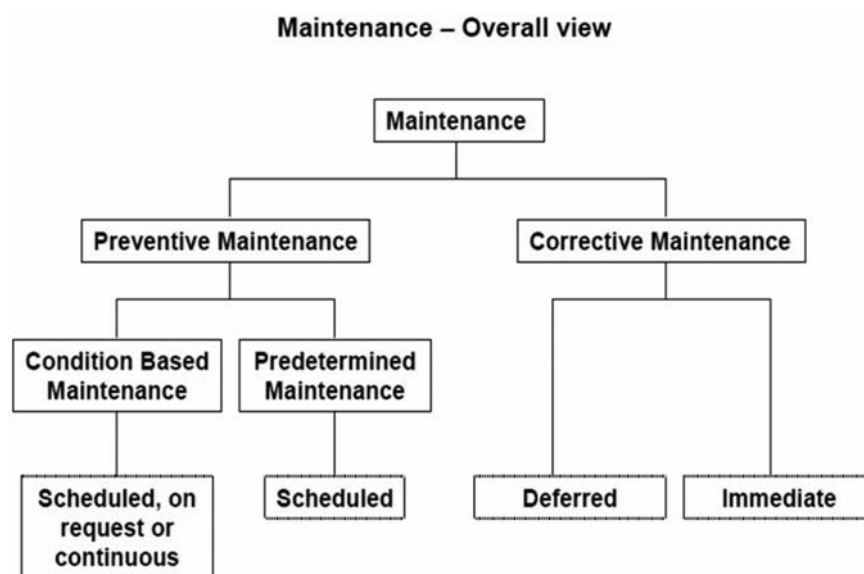 Maintenance – Overall view
Maintenance
Preventive Maintenance
Corrective Maintenance
Condition Based
Maintenance
Predetermined
Maintenance
Scheduled, on
request or
continuous
Scheduled
Deferred
Immediate